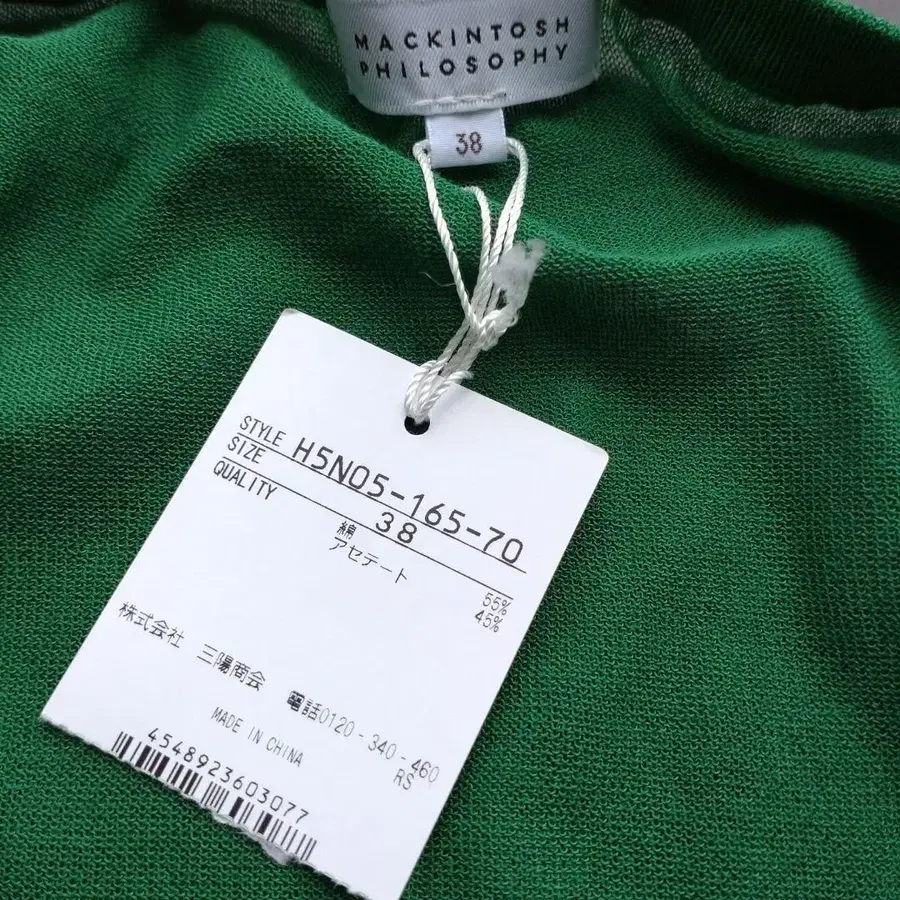 MACKINTOSH
PHILOSOPHY
38
STYLE H5N05-165-70
SIZE 38
QUALITY
綿 55%
アセテート 45%
株式会社 三陽商会 電話0120-340-460
MADE IN CHINA RS
4548923603077